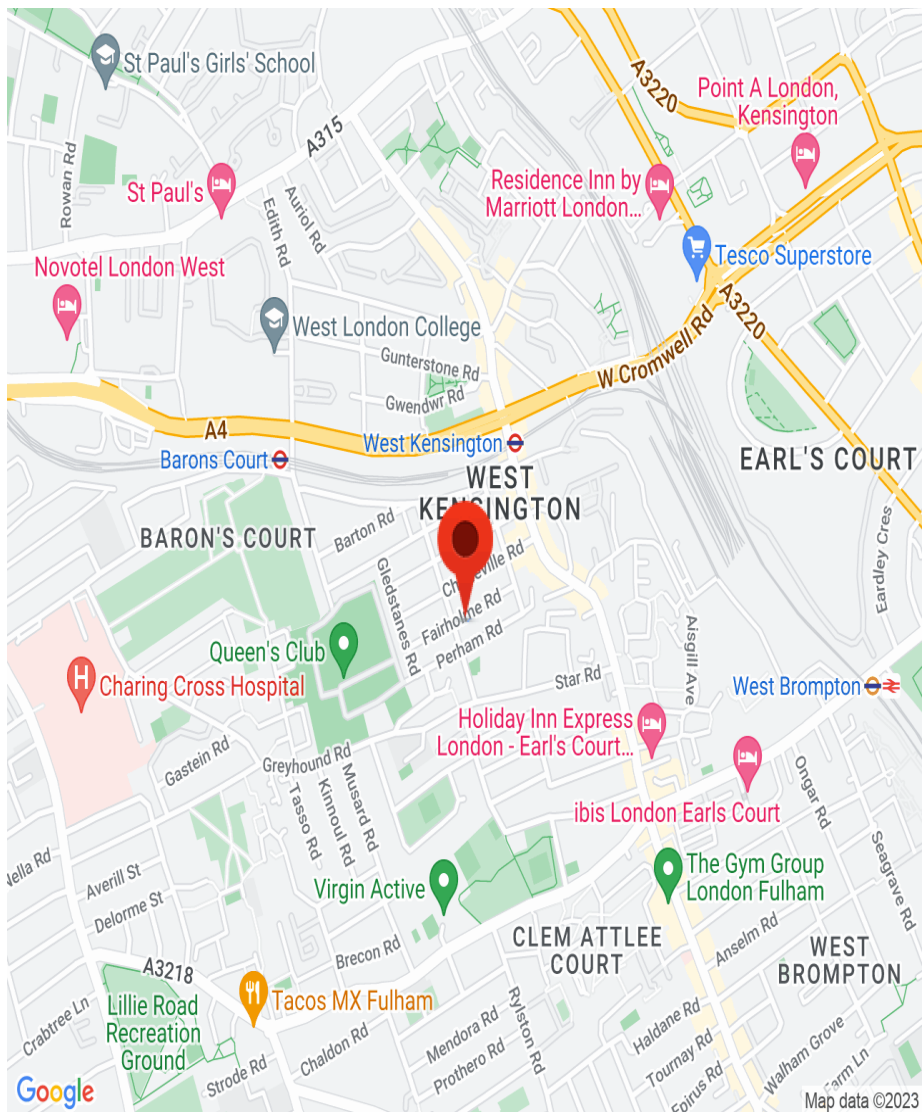 St Paul's Girls' School
A3220
Point A London,
Kensington
A315
Rowan Rd
St Paul's
Auriol Rd
Edith Rd
Residence Inn by
Marriott London...
Tesco Superstore
Novotel London West
West London College
Gunterstone Rd
Gwendwr Rd
A3220
W Cromwell Rd
A4
West Kensington
Barons Court
EARL'S COURT
WEST
KENSINGTON
BARON'S COURT
Barton Rd
Gledstanes Rd
Fairholme Rd
Perham Rd
Eardley Cres
Aisgill Ave
Queen's Club
Charing Cross Hospital
Star Rd
West Brompton
Holiday Inn Express
London - Earl's Court...
Greyhound Rd
Gastein Rd
Musard Rd
Kinnoul Rd
Tasso Rd
Ongar Rd
ibis London Earls Court
Seagrave Rd
Averill St
Delorme St
Virgin Active
The Gym Group
London Fulham
Brecon Rd
CLEM ATTLEE
COURT
Anselm Rd
WEST
BROMPTON
A3218
Tacos MX Fulham
Lillie Road
Recreation
Ground
Crabtree Ln
Rylston Rd
Mendora Rd
Haldane Rd
Chaldon Rd
Prothero Rd
Tournay Rd
Walham Grove
Strode Rd
Farm Ln
Google
Map data ©2023